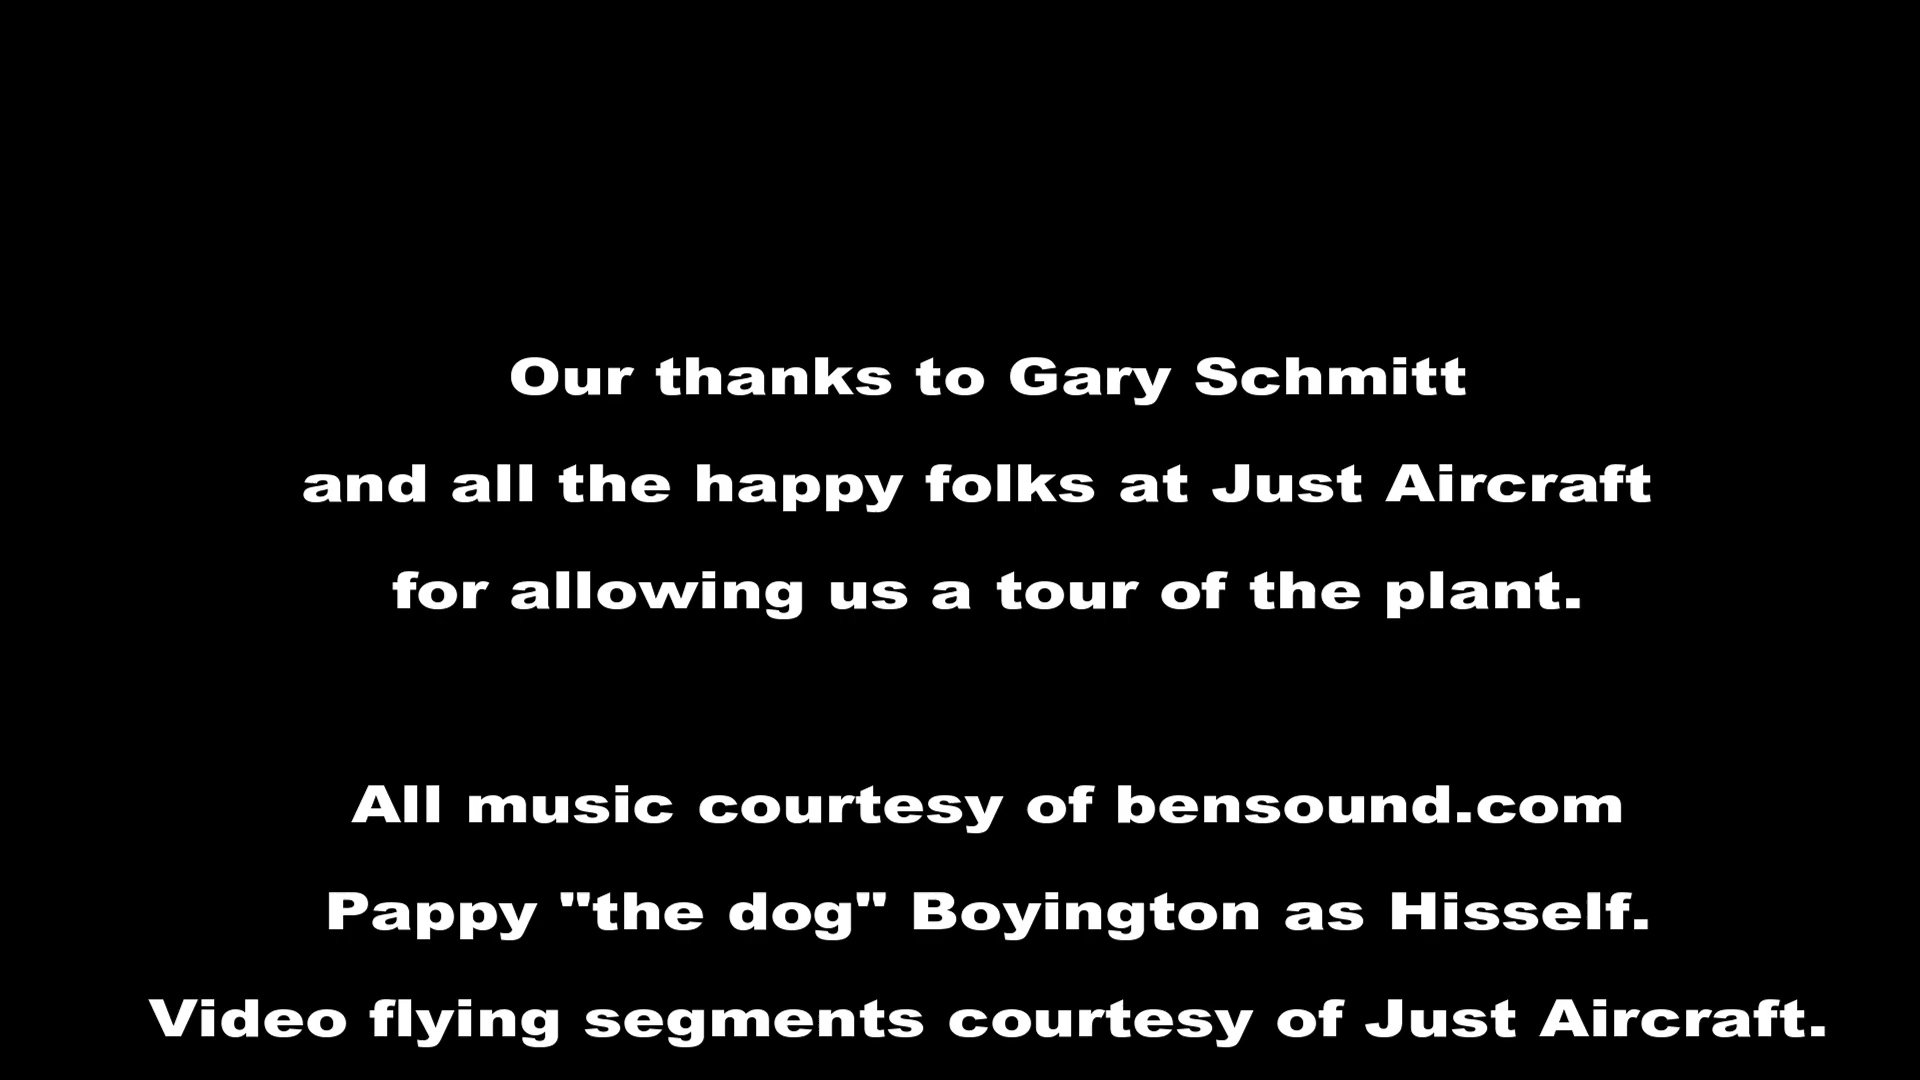 Our thanks to Gary Schmitt
and all the happy folks at Just Aircraft
for allowing us a tour of the plant.
All music courtesy of bensound.com
Pappy "the dog" Boyington as Hisself.
Video flying segments courtesy of Just Aircraft.